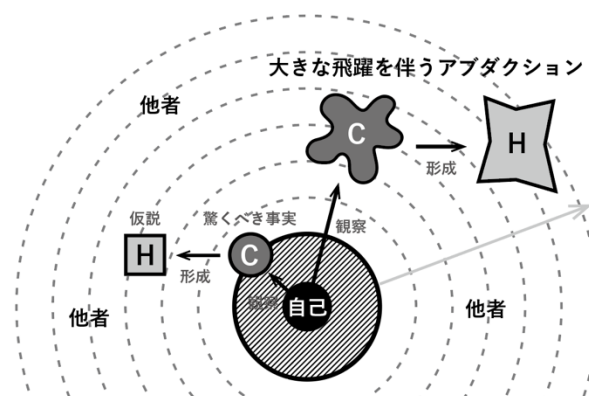 大きな飛躍を伴うアブダクション
他者
C
H
形成
仮説
驚くべき事実
観察
H
C
形成
観察
自己
他者
他者